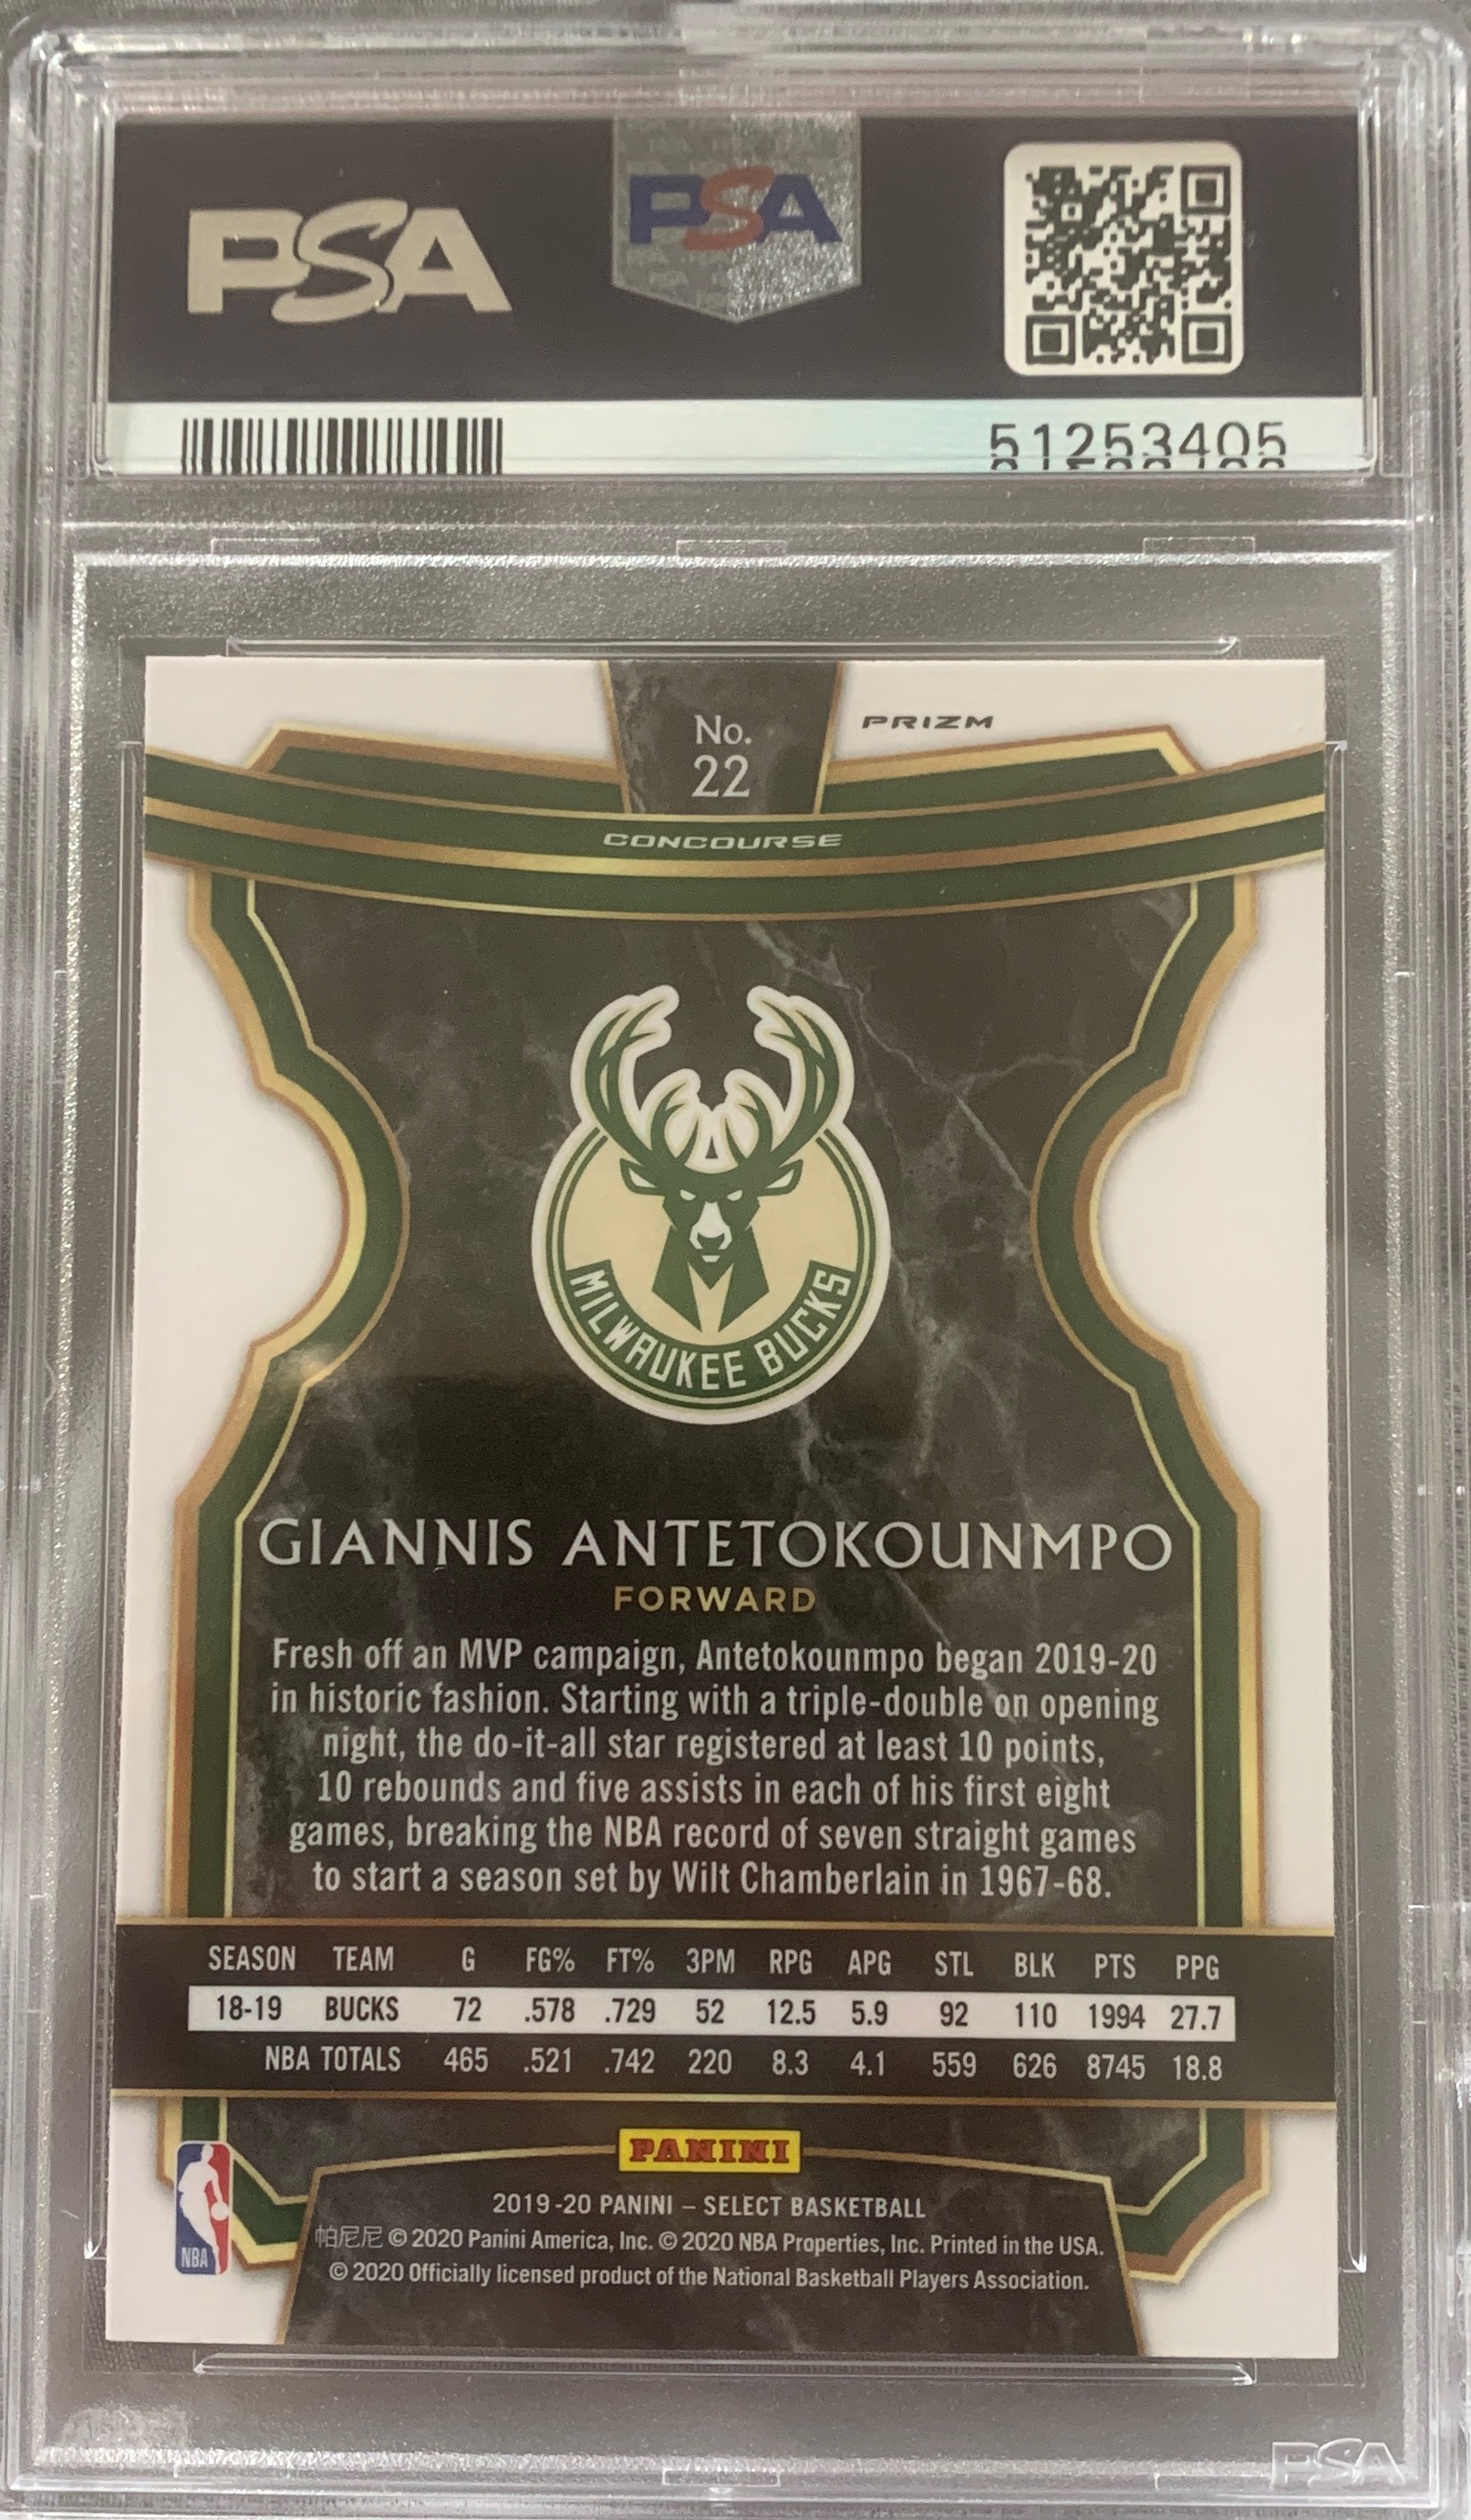 PSA
PSA
51253405
No.
22
PRIZM
CONCOURSE
MILWAUKEE BUCKS
GIANNIS ANTETOKOUNMPO
FORWARD
Fresh off an MVP campaign, Antetokounmpo began 2019-20
in historic fashion. Starting with a triple-double on opening
night, the do-it-all star registered at least 10 points,
10 rebounds and five assists in each of his first eight
games, breaking the NBA record of seven straight games
to start a season set by Wilt Chamberlain in 1967-68.
SEASON TEAM G FG% FT% 3PM RPG APG STL BLK PTS PPG
18-19 BUCKS 72 .578 .729 52 12.5 5.9 92 110 1994 27.7
NBA TOTALS 465 .521 .742 220 8.3 4.1 559 626 8745 18.8
PANINI
2019-20 PANINI – SELECT BASKETBALL
帕尼尼 © 2020 Panini America, Inc. © 2020 NBA Properties, Inc. Printed in the USA.
© 2020 Officially licensed product of the National Basketball Players Association.
NBA
PSA